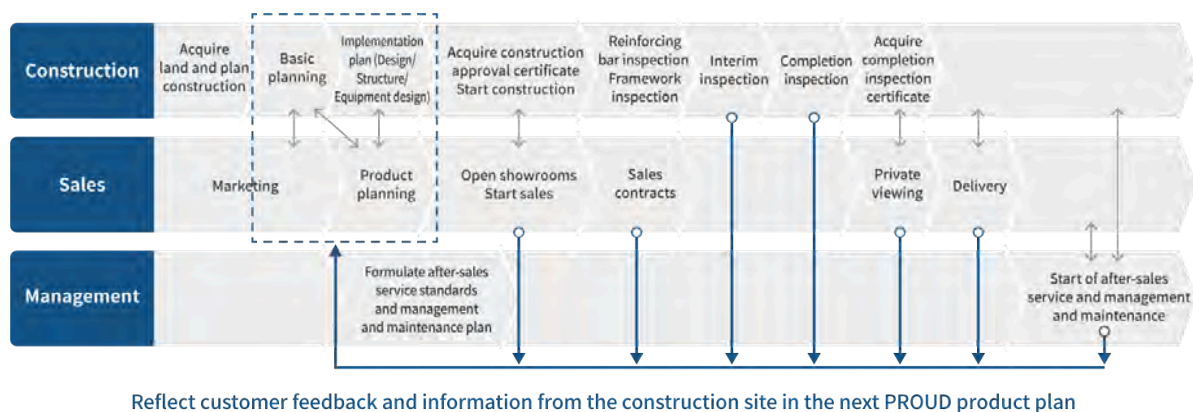 Construction
Acquire
land and plan
construction
Basic
planning
Implementation
plan (Design/
Structure/
Equipment design)
Acquire construction
approval certificate
Start construction
Reinforcing
bar inspection
Framework
inspection
Interim
inspection
Completion
inspection
Acquire
completion
inspection
certificate
Sales
Marketing
Product
planning
Open showrooms
Start sales
Sales
contracts
Private
viewing
Delivery
Management
Formulate after-sales
service standards
and management
and maintenance plan
Start of after-sales
service and management
and maintenance
Reflect customer feedback and information from the construction site in the next PROUD product plan